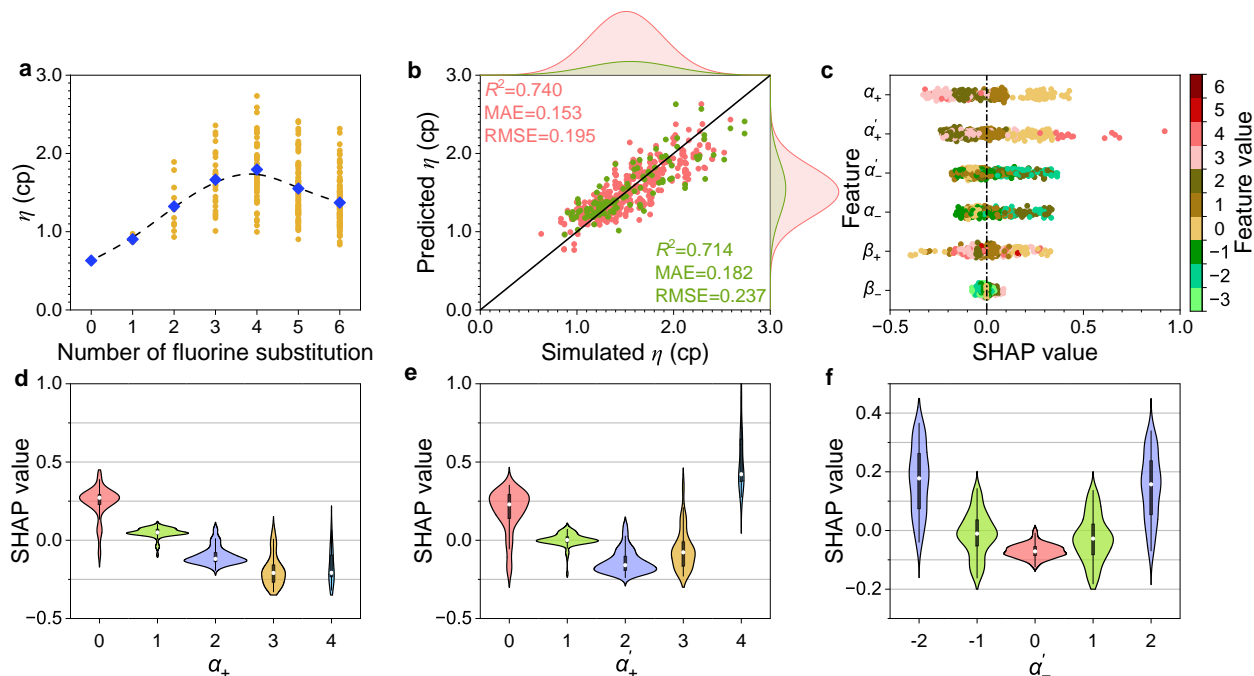 a
3.0
2.0
1.0
0.0
η (cp)
0 1 2 3 4 5 6
Number of fluorine substitution
b
3.0
2.0
1.0
0.0
Predicted η (cp)
R²=0.740
MAE=0.153
RMSE=0.195
R²=0.714
MAE=0.182
RMSE=0.237
0.0 1.0 2.0 3.0
Simulated η (cp)
c
Feature
α₊
α′₊
α′₋
α₋
β₊
β₋
−0.5 0.0 0.5 1.0
SHAP value
6
5
4
3
2
1
0
−1
−2
−3
Feature value
d
1.0
0.5
0.0
−0.5
SHAP value
0 1 2 3 4
α₊
e
1.0
0.5
0.0
−0.5
SHAP value
0 1 2 3 4
α′₊
f
0.4
0.2
0.0
−0.2
SHAP value
-2 -1 0 1 2
α′₋